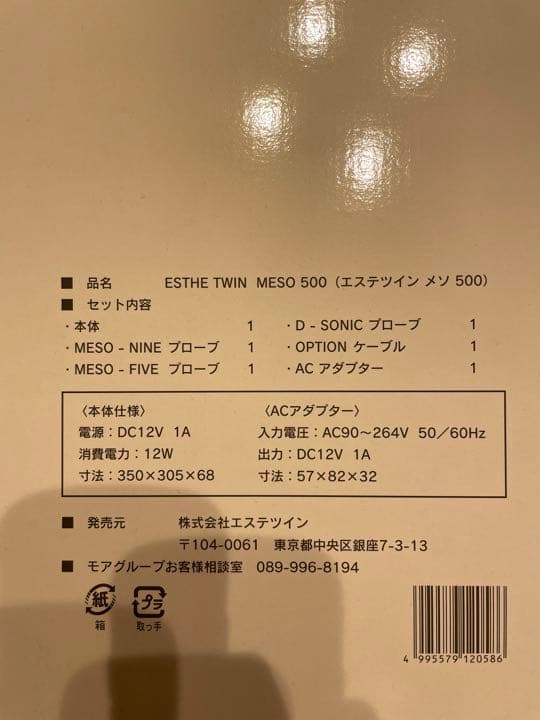 ■ 品名 ESTHE TWIN MESO 500（エステツイン メソ 500）
■ セット内容
・本体 1 ・D - SONIC プローブ 1
・MESO - NINE プローブ 1 ・OPTION ケーブル 1
・MESO - FIVE プローブ 1 ・AC アダプター 1
〈本体仕様〉 〈ACアダプター〉
電源：DC12V 1A 入力電圧：AC90～264V 50／60Hz
消費電力：12W 出力：DC12V 1A
寸法：350×305×68 寸法：57×82×32
■ 発売元 株式会社エステツイン
〒104-0061 東京都中央区銀座7-3-13
■ モアグループお客様相談室 089-996-8194
紙 プラ
箱 取っ手
4 995579 120586